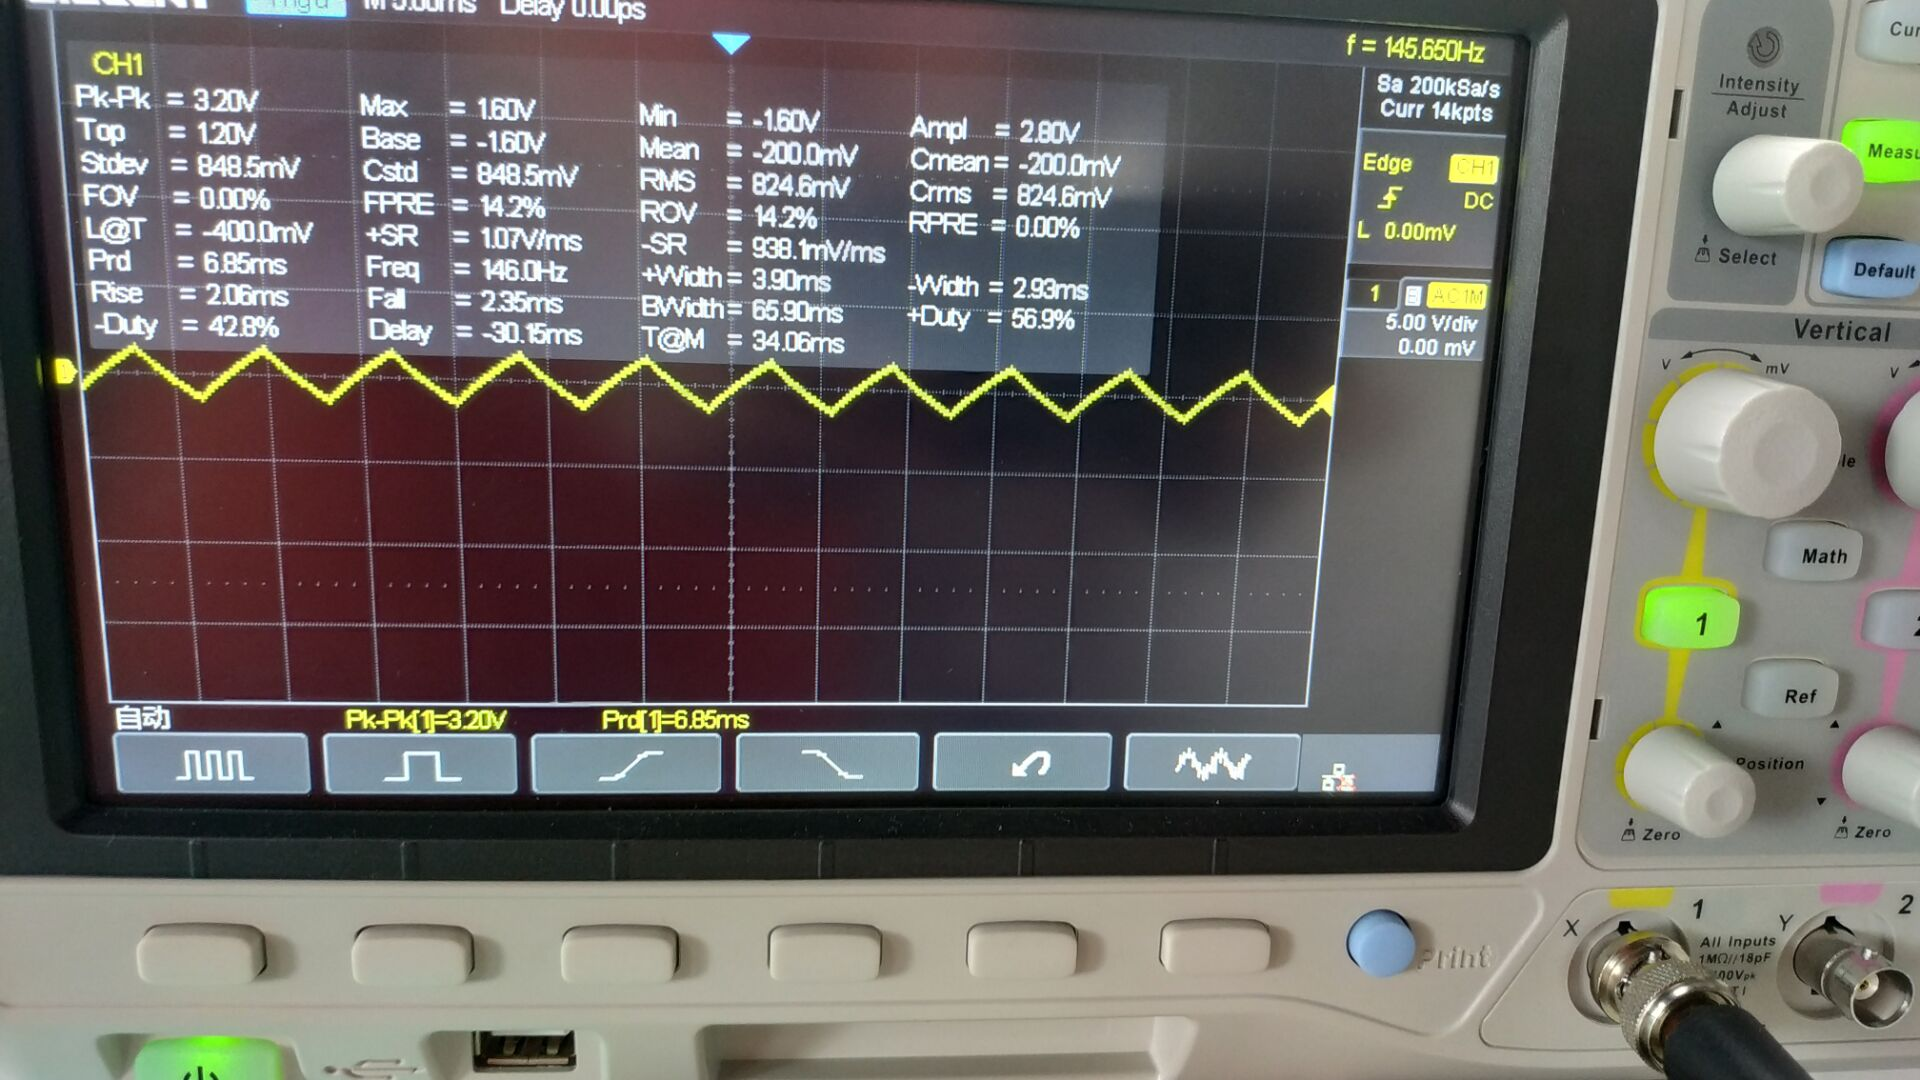 M 5.00ms Delay 0.00µs
f = 145.650Hz
CH1
Pk-Pk = 3.20V Max = 1.60V Min = -1.60V Ampl = 2.80V
Top = 1.20V Base = -1.60V Mean = -200.0mV Cmean = -200.0mV
Stdev = 848.5mV Cstd = 848.5mV RMS = 824.6mV Crms = 824.6mV
FOV = 0.00% FPRE = 14.2% ROV = 14.2% RPRE = 0.00%
L@T = -400.0mV +SR = 1.07V/ms -SR = 938.1mV/ms
Prd = 6.85ms Freq = 146.0Hz +Width = 3.90ms -Width = 2.93ms
Rise = 2.06ms Fall = 2.35ms BWidth = 65.90ms +Duty = 56.9%
-Duty = 42.8% Delay = -30.15ms T@M = 34.06ms
Sa 200kSa/s
Curr 14kpts
Edge CH1
DC
L 0.00mV
1 B AC1M
5.00 V/div
0.00 mV
自动 Pk-Pk[1]=3.20V Prd[1]=6.85ms
Intensity
Adjust
Select
Default
Vertical
V mV V
Math
1
Ref
Position
Zero Zero
Print
X 1 Y 2
All Inputs
1MΩ//18pF